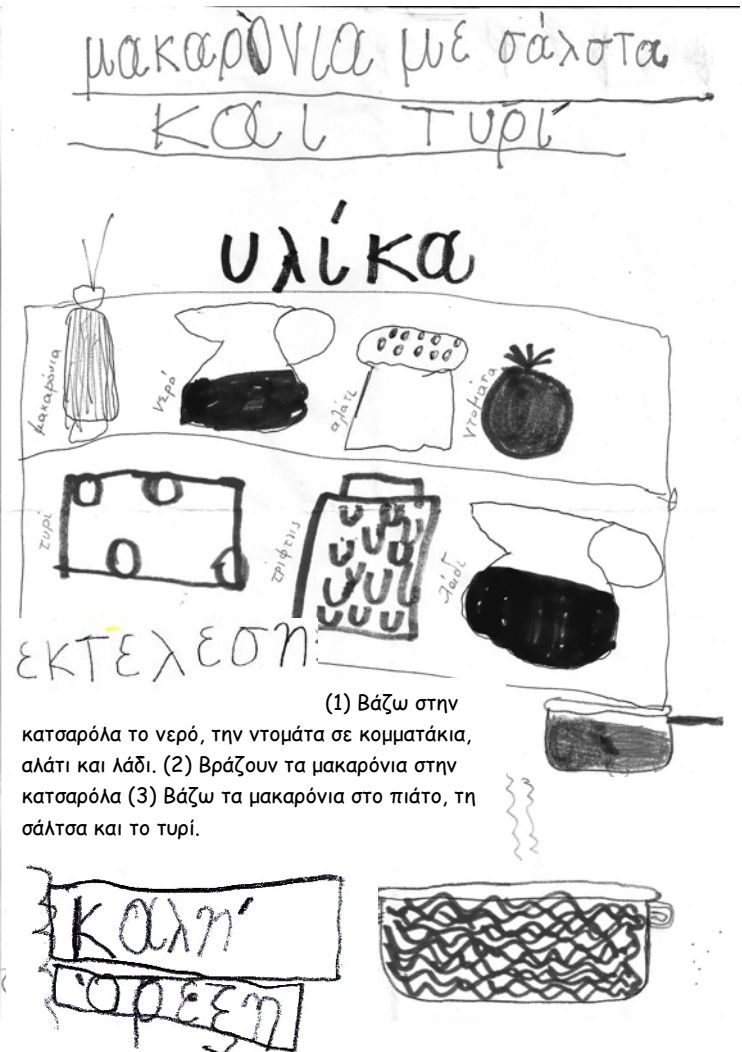 μακαρόνια με σάλστα
και τυρί
υλίκα
μακαρόνια
νερό
αλάτι
ντομάτα
τυρί
τρίφτης
λάδι
εκτελεση
(1) Βάζω στην
κατσαρόλα το νερό, την ντομάτα σε κομματάκια,
αλάτι και λάδι. (2) Βράζουν τα μακαρόνια στην
κατσαρόλα (3) Βάζω τα μακαρόνια στο πιάτο, τη
σάλτσα και το τυρί.
καλή
όρεξη